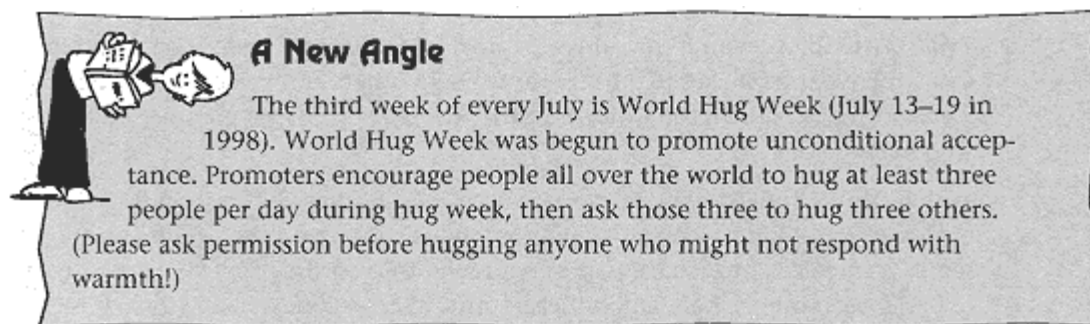 A New Angle
The third week of every July is World Hug Week (July 13–19 in
1998). World Hug Week was begun to promote unconditional accep-
tance. Promoters encourage people all over the world to hug at least three
people per day during hug week, then ask those three to hug three others.
(Please ask permission before hugging anyone who might not respond with
warmth!)